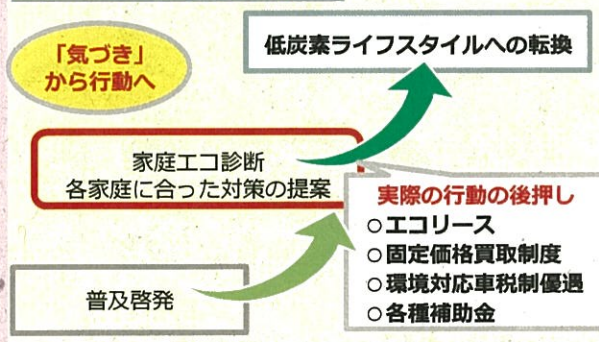 「気づき」
から行動へ
低炭素ライフスタイルへの転換
家庭エコ診断
各家庭に合った対策の提案
実際の行動の後押し
○エコリース
○固定価格買取制度
○環境対応車税制優遇
○各種補助金
普及啓発